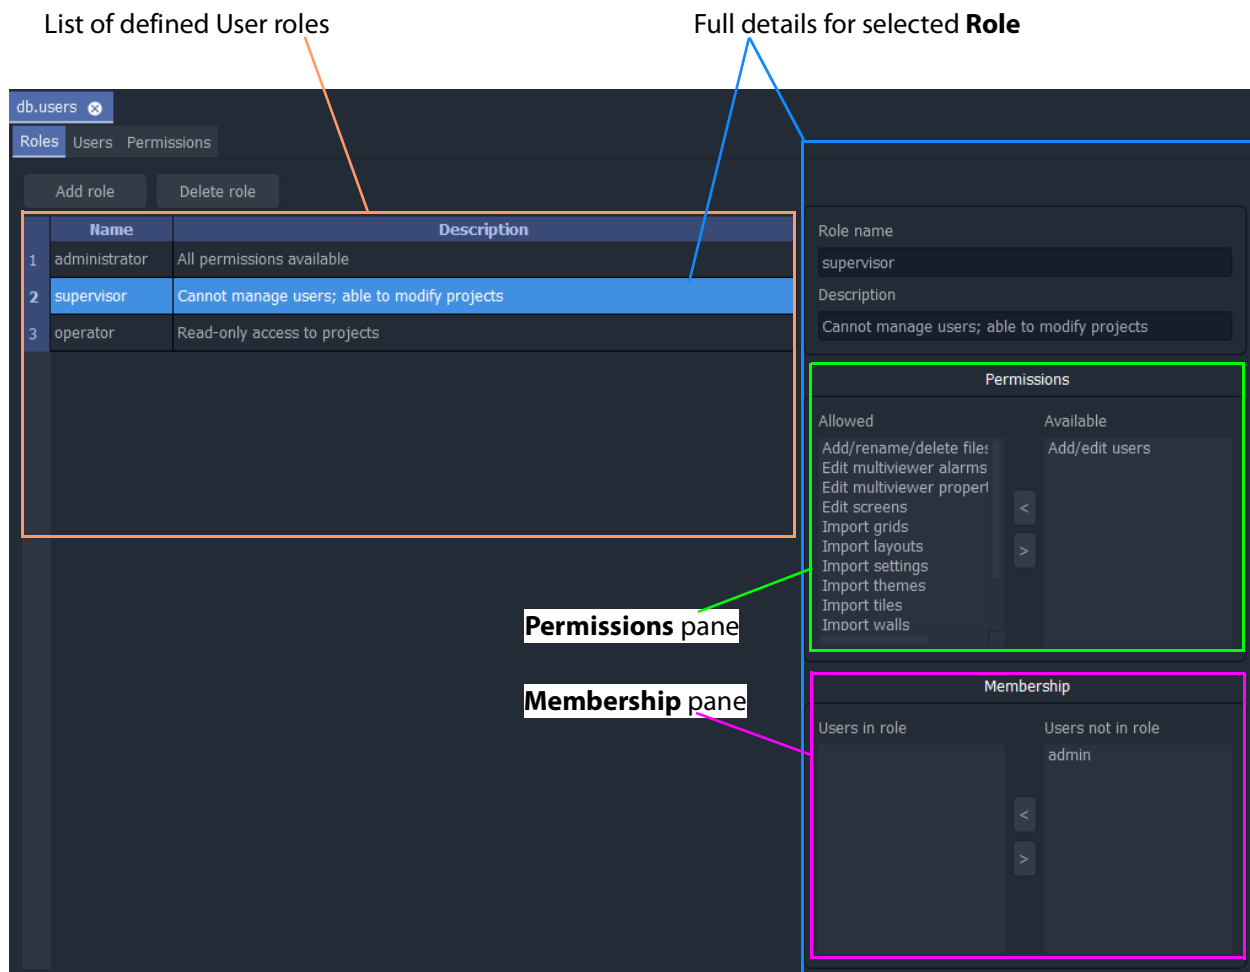 List of defined User roles
Full details for selected Role
db.users
Roles Users Permissions
Add role Delete role
Name Description
1 administrator All permissions available
2 supervisor Cannot manage users; able to modify projects
3 operator Read-only access to projects
Role name
supervisor
Description
Cannot manage users; able to modify projects
Permissions
Allowed
Add/rename/delete files
Edit multiviewer alarms
Edit multiviewer propert
Edit screens
Import grids
Import layouts
Import settings
Import themes
Import tiles
Import walls
<
>
Available
Add/edit users
Permissions pane
Membership pane
Membership
Users in role
<
>
Users not in role
admin